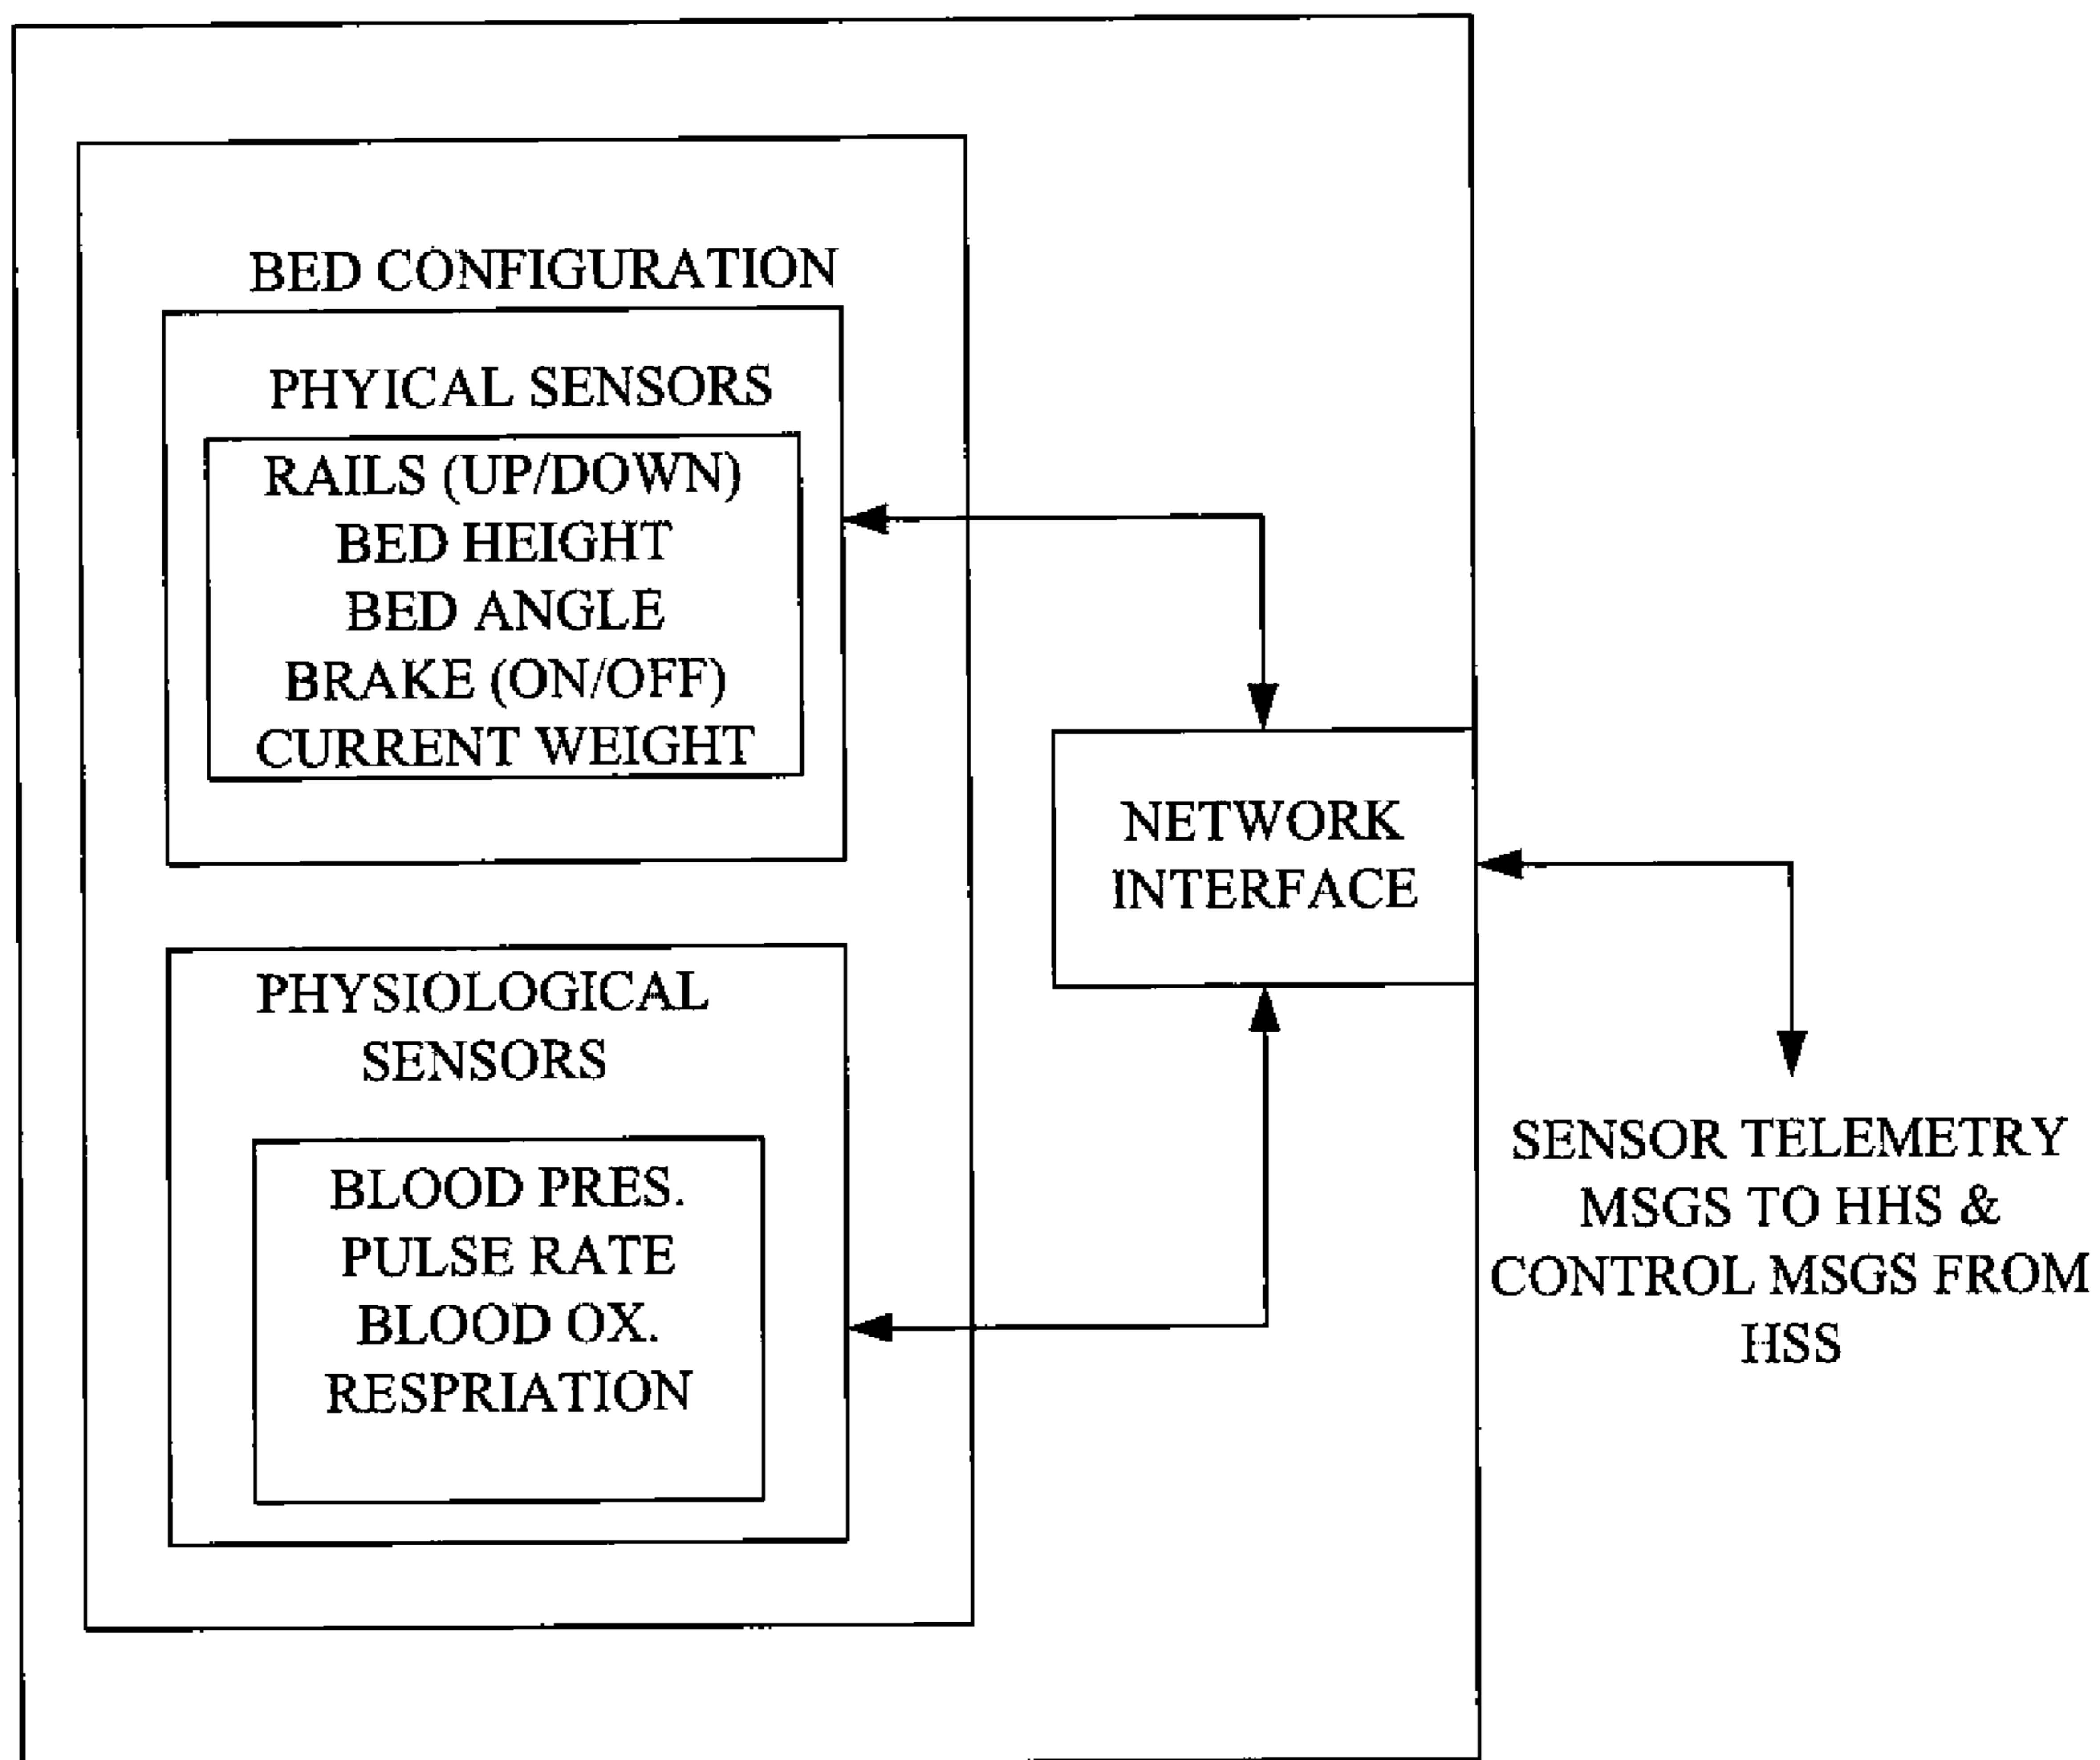 BED CONFIGURATION
PHYICAL SENSORS
RAILS (UP/DOWN)
BED HEIGHT
BED ANGLE
BRAKE (ON/OFF)
CURRENT WEIGHT
NETWORK
INTERFACE
PHYSIOLOGICAL
SENSORS
BLOOD PRES.
PULSE RATE
BLOOD OX.
RESPRIATION
SENSOR TELEMETRY
MSGS TO HHS &
CONTROL MSGS FROM
HSS